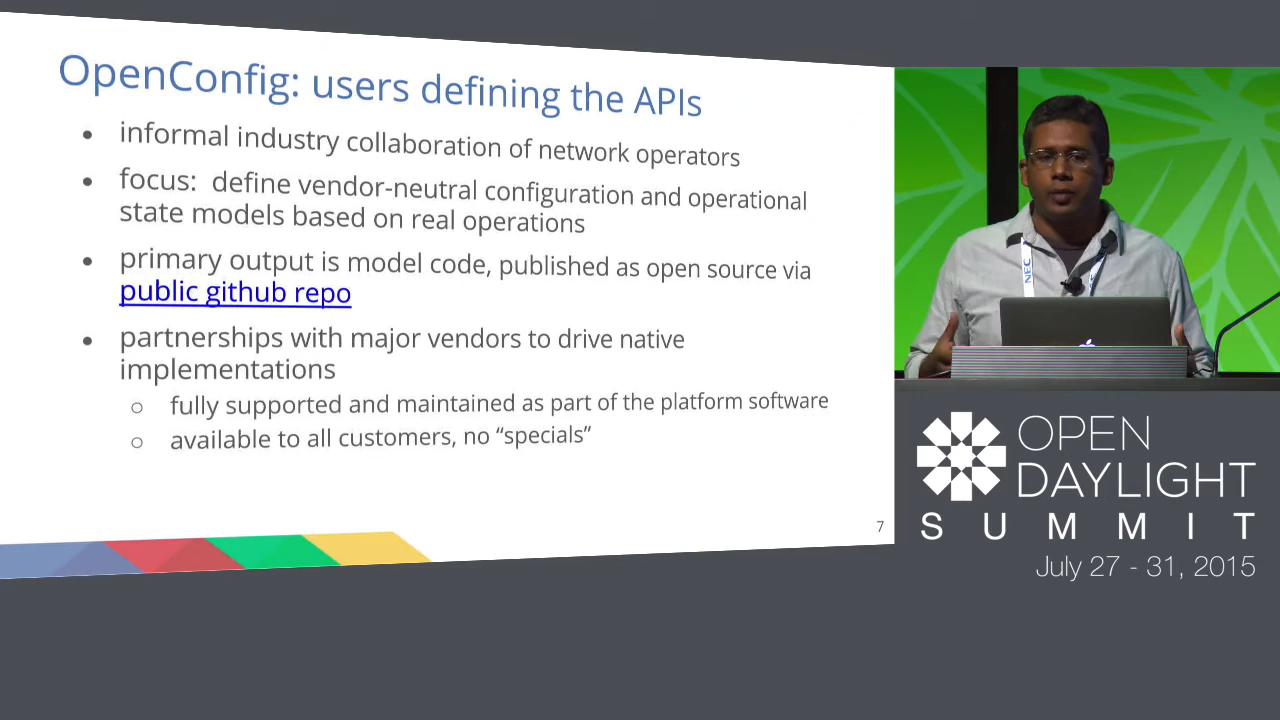 OpenConfig: users defining the APIs
informal industry collaboration of network operators
focus: define vendor-neutral configuration and operational
state models based on real operations
primary output is model code, published as open source via
public github repo
partnerships with major vendors to drive native
implementations
fully supported and maintained as part of the platform software
available to all customers, no “specials”
7
NEC
OPEN
DAYLIGHT
SUMMIT
July 27 - 31, 2015